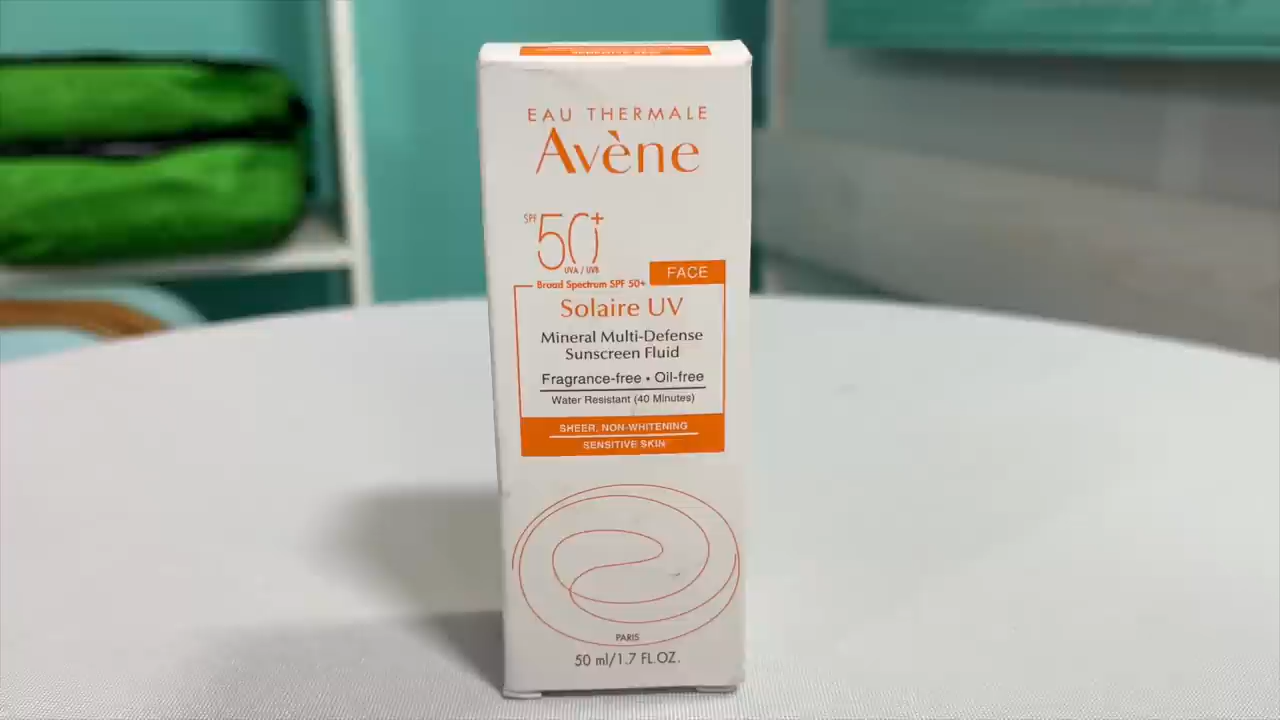 EAU THERMALE
Avène
SPF 50+
UVA / UVB
FACE
Broad Spectrum SPF 50+
Solaire UV
Mineral Multi-Defense
Sunscreen Fluid
Fragrance-free • Oil-free
Water Resistant (40 Minutes)
SHEER, NON-WHITENING
SENSITIVE SKIN
PARIS
50 ml/1.7 FL.OZ.